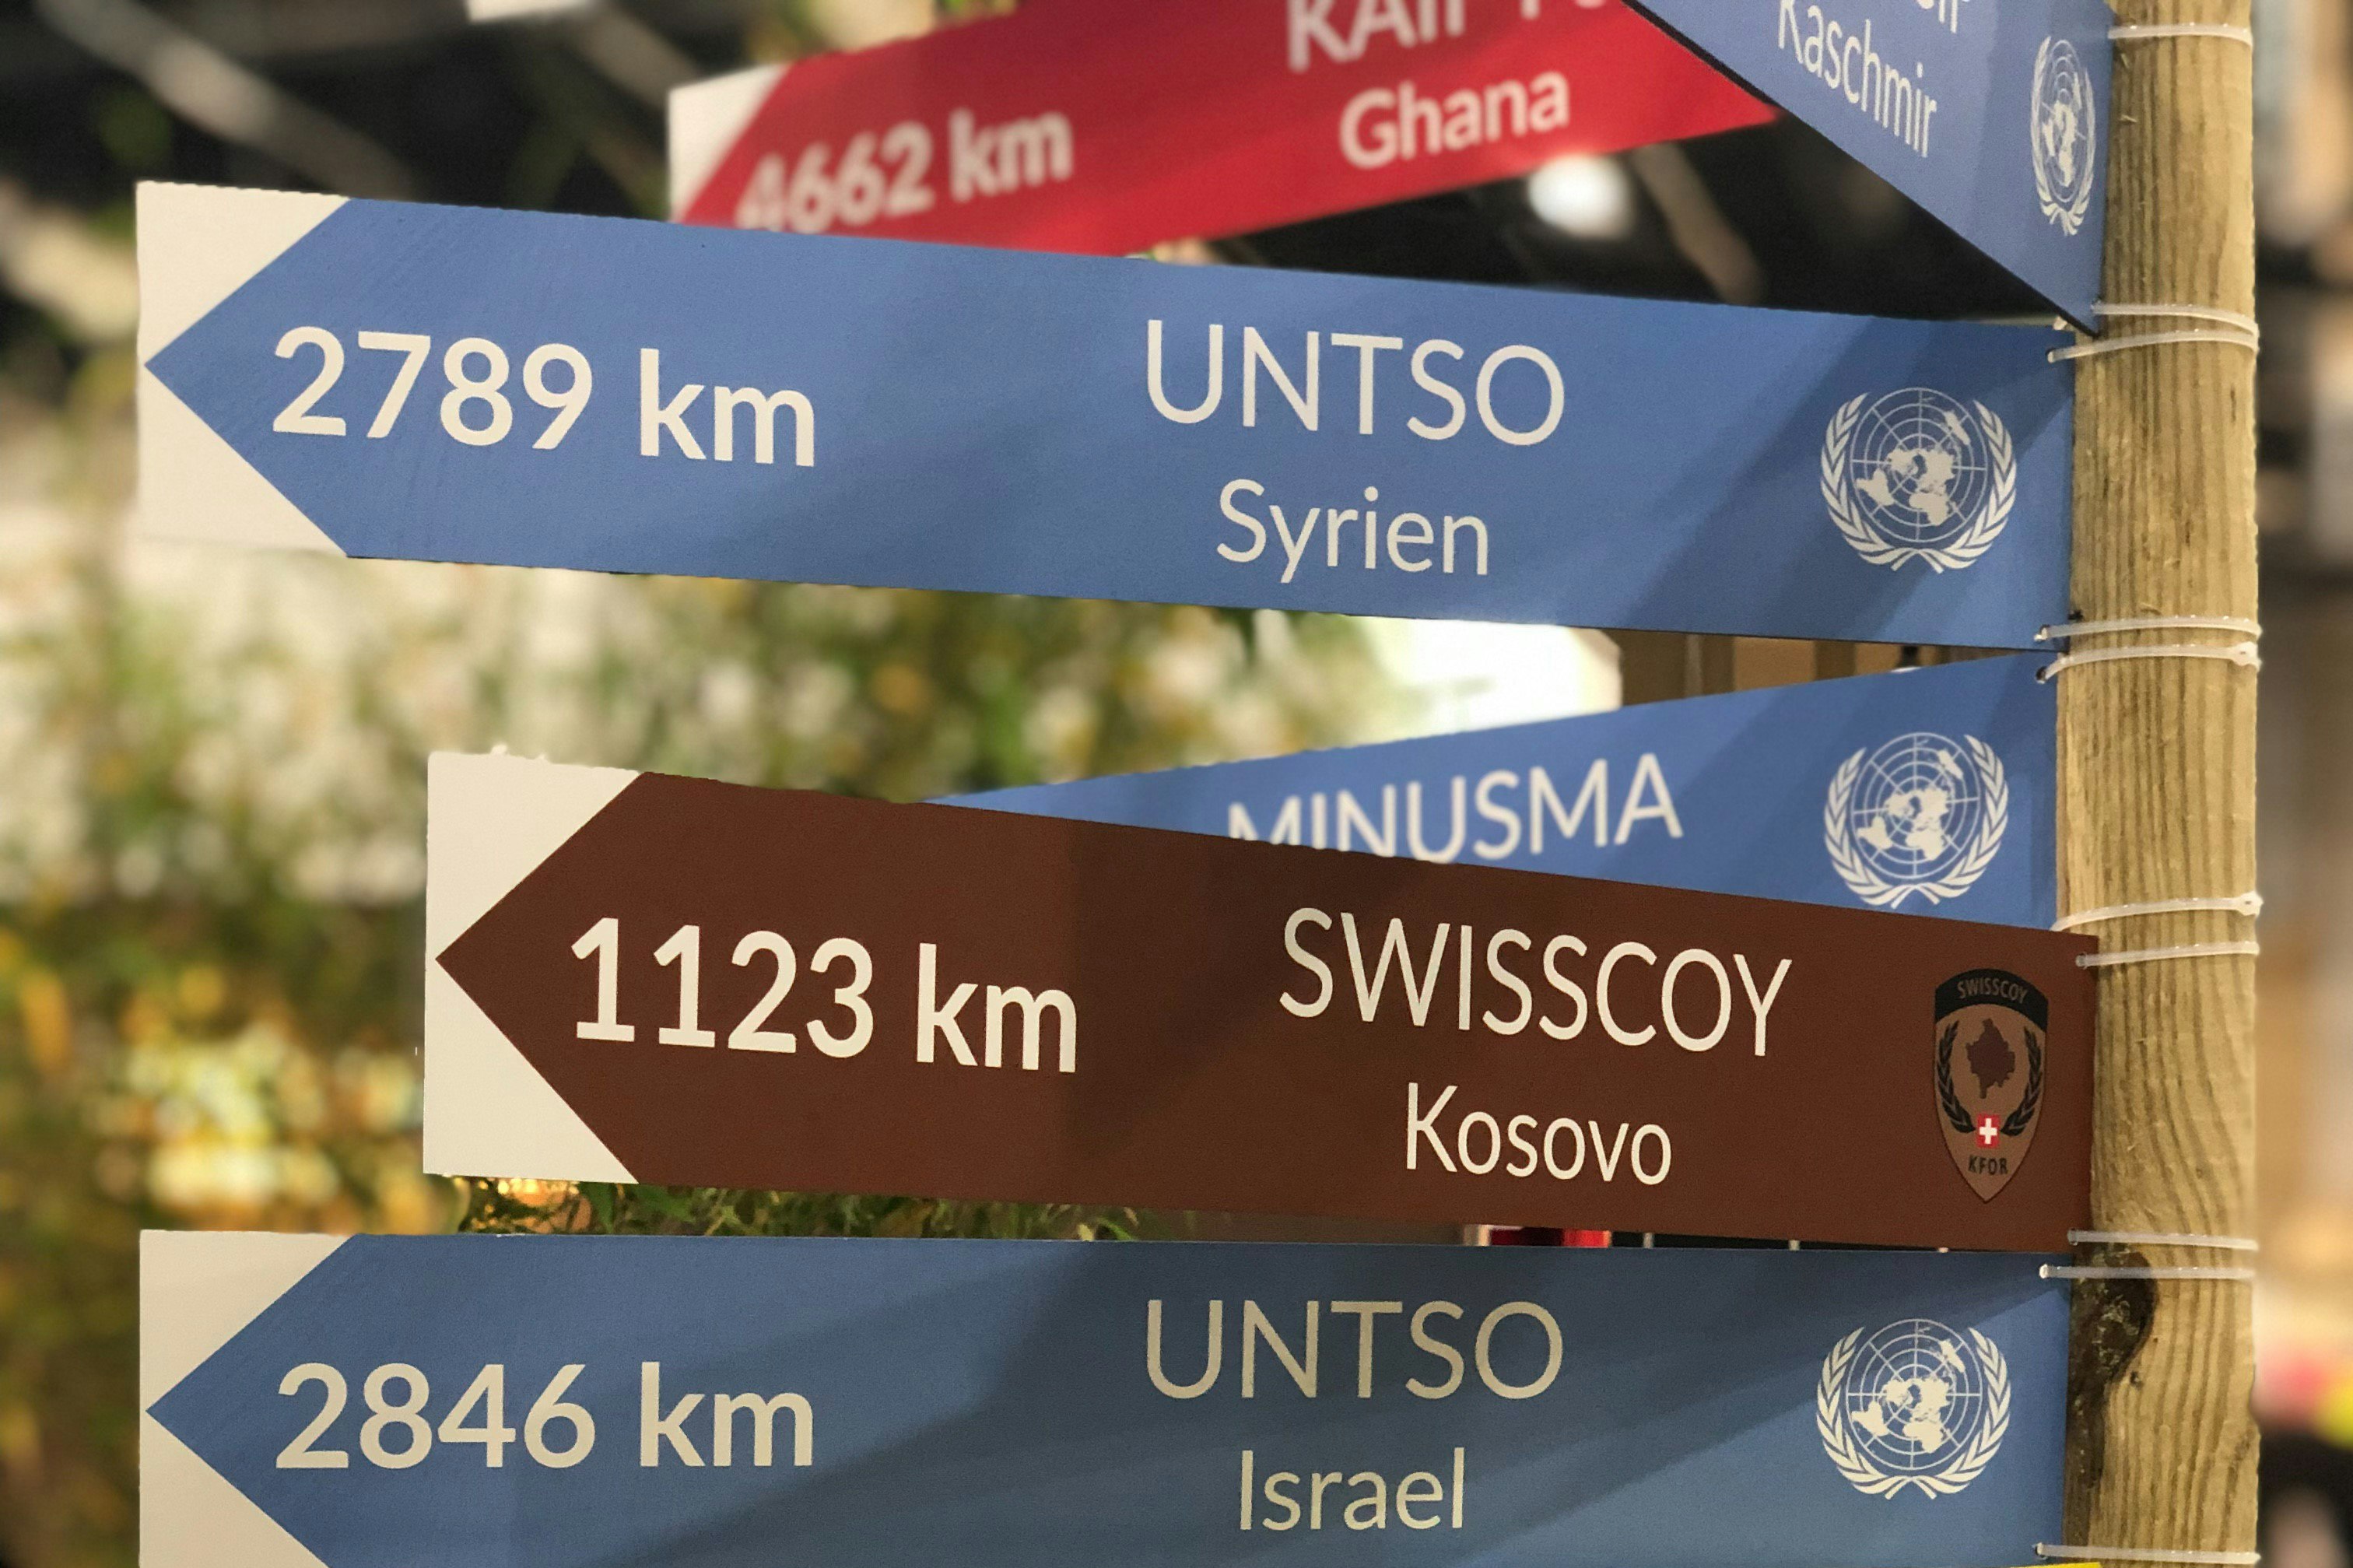 4662 km
Ghana
Kaschmir
2789 km
UNTSO
Syrien
MINUSMA
1123 km
SWISSCOY
Kosovo
SWISSCOY
KFOR
2846 km
UNTSO
Israel